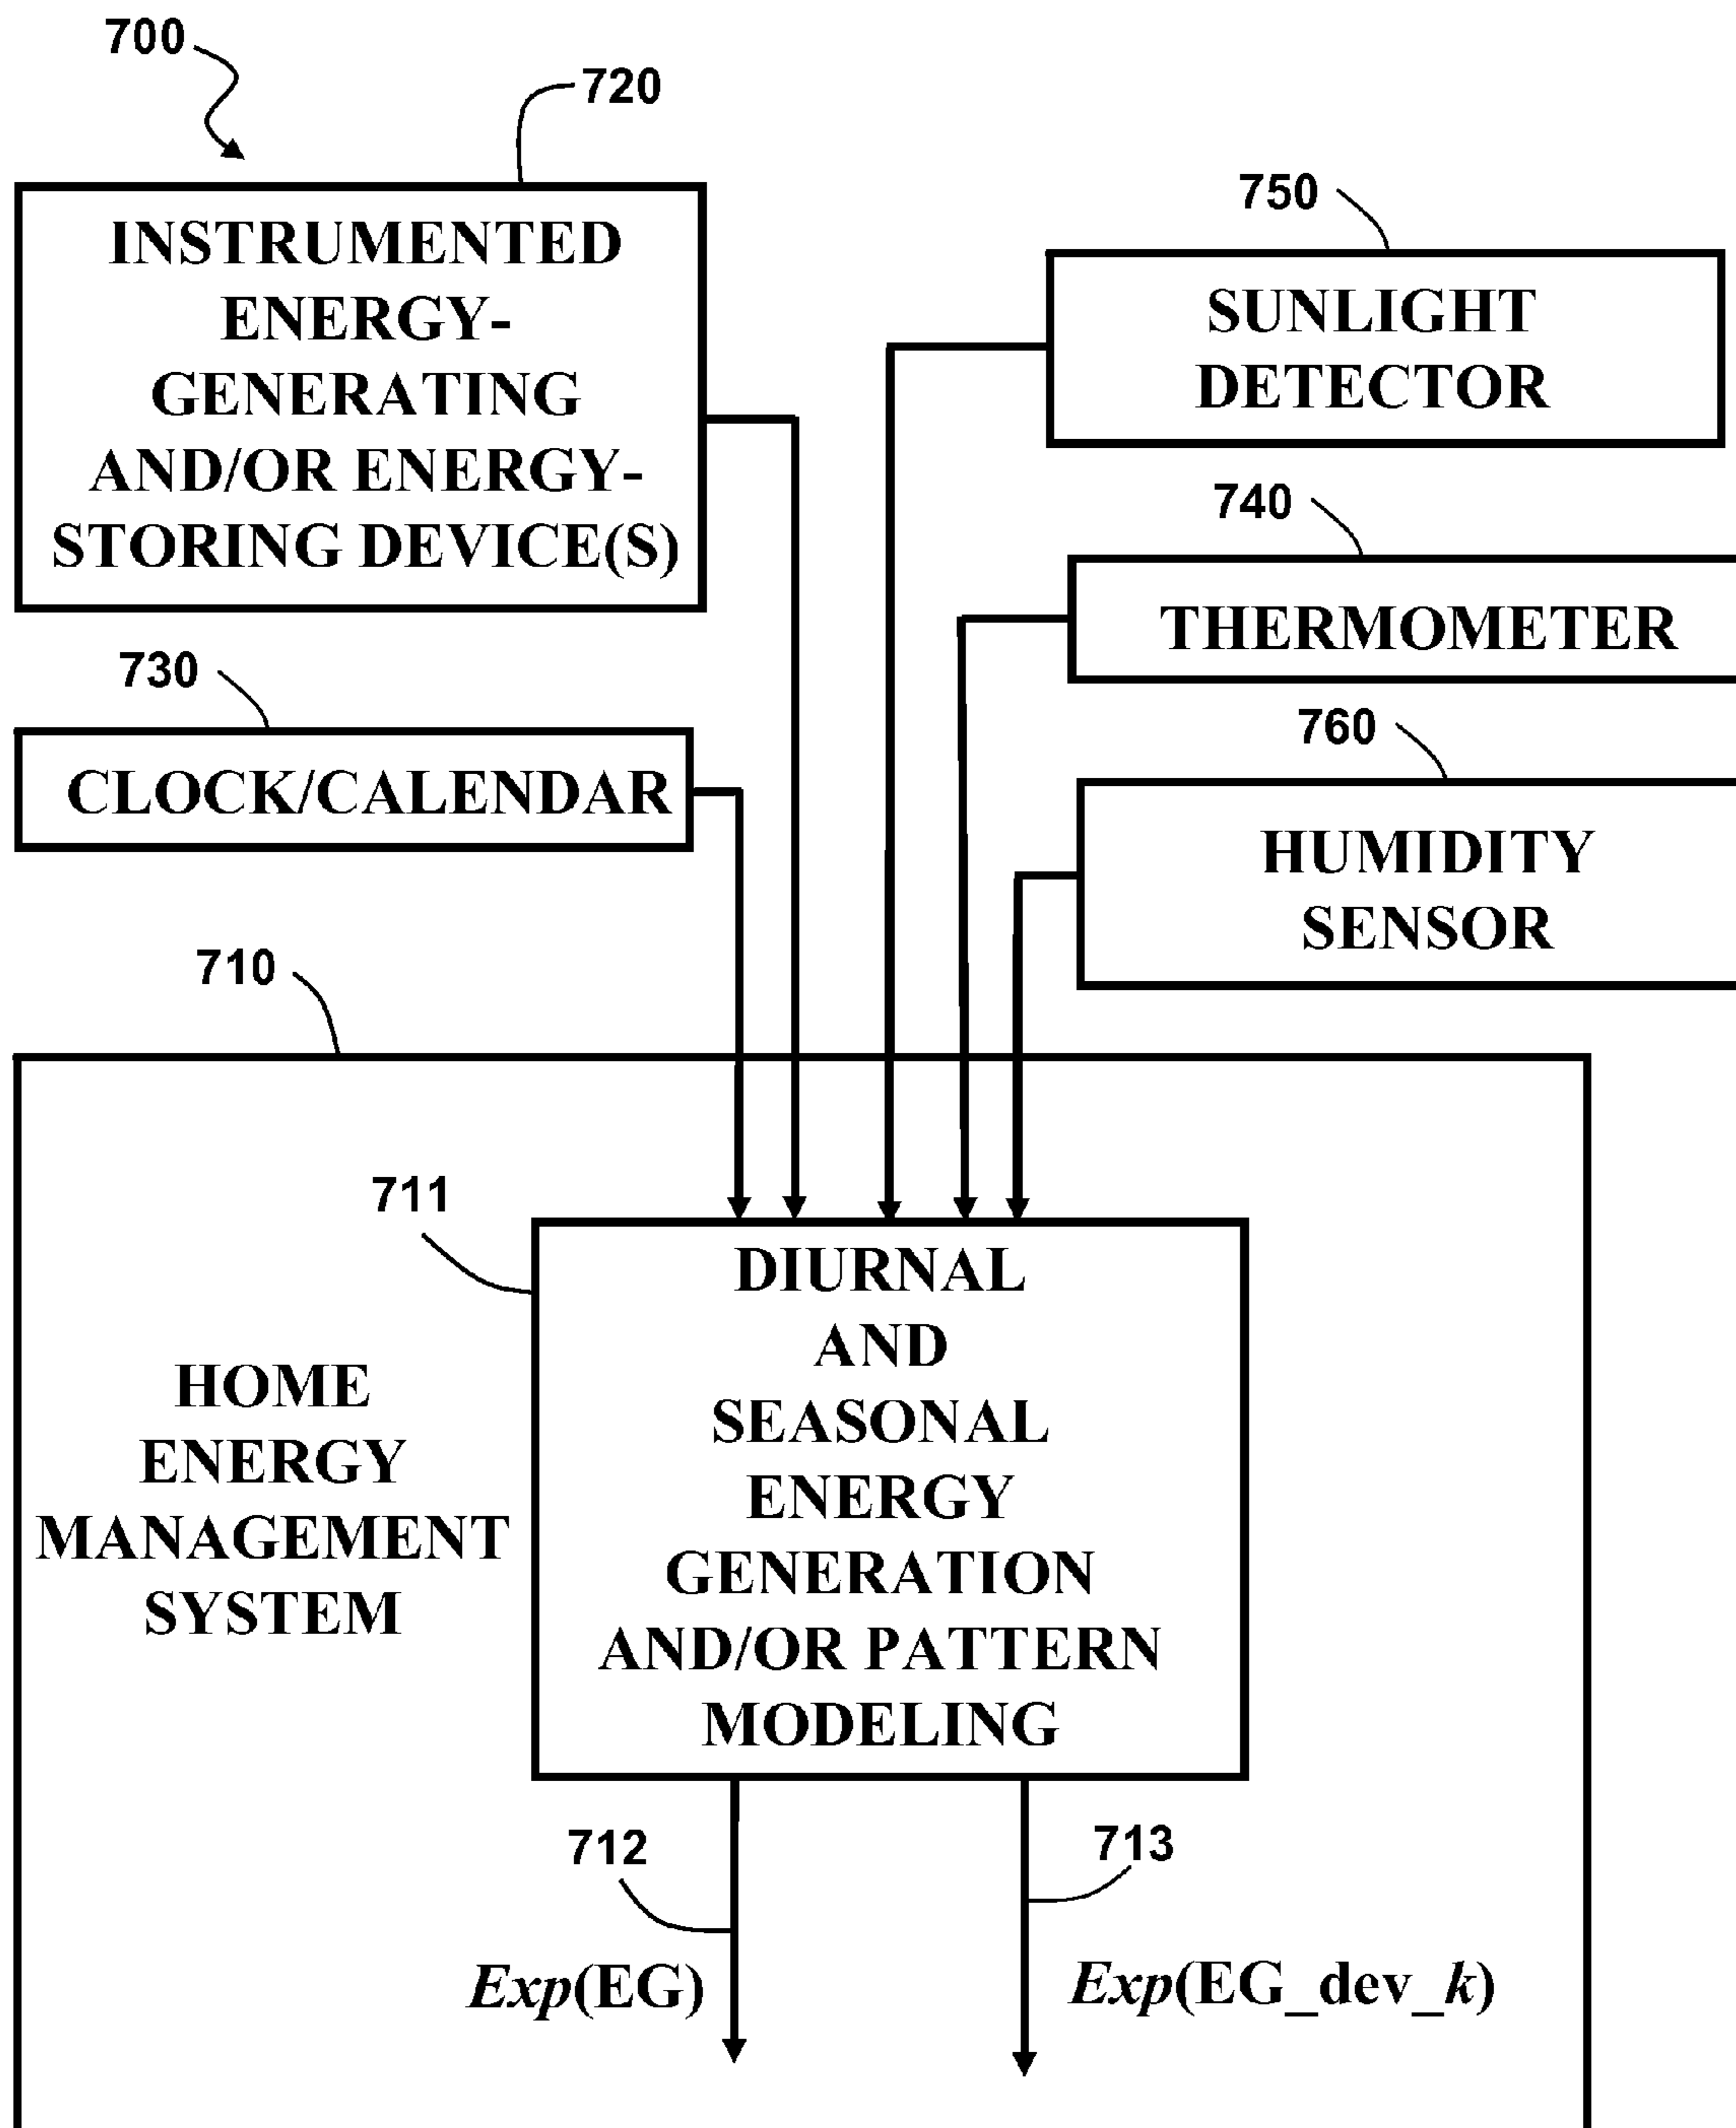 700
720
INSTRUMENTED
ENERGY-
GENERATING
AND/OR ENERGY-
STORING DEVICE(S)
750
SUNLIGHT
DETECTOR
740
THERMOMETER
730
CLOCK/CALENDAR
760
HUMIDITY
SENSOR
710
HOME
ENERGY
MANAGEMENT
SYSTEM
711
DIURNAL
AND
SEASONAL
ENERGY
GENERATION
AND/OR PATTERN
MODELING
712
713
Exp(EG)
Exp(EG_dev_k)